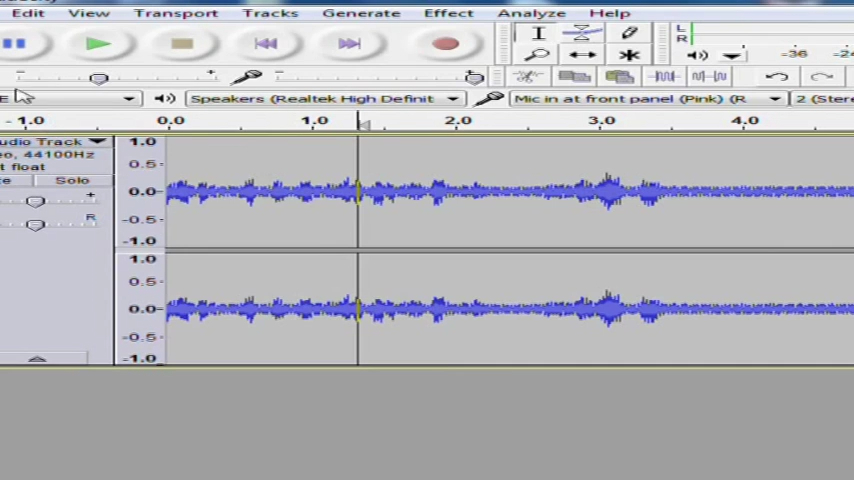 Edit View Transport Tracks Generate Effect Analyze Help
L
R
-36 -24
E Speakers (Realtek High Definit Mic in at front panel (Pink) (R 2 (Stere
-1.0 0.0 1.0 2.0 3.0 4.0
udio Track 1.0
eo, 44100Hz
t float 0.5
te Solo
0.0
R
-0.5
-1.0
1.0
0.5
0.0
-0.5
-1.0